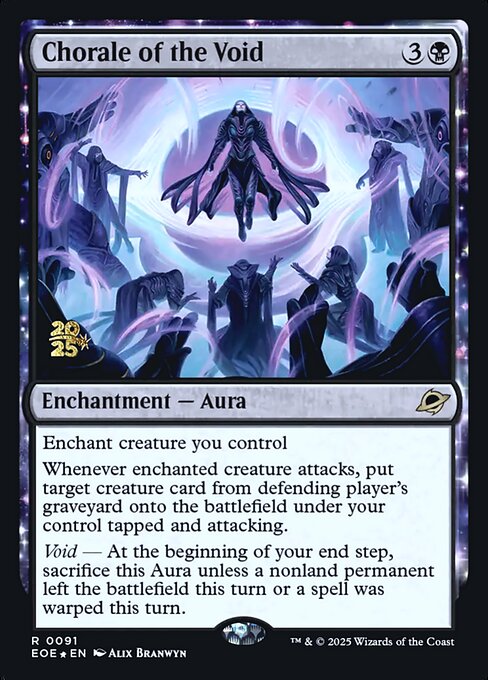 Chorale of the Void 3
2025
Enchantment — Aura
Enchant creature you control
Whenever enchanted creature attacks, put
target creature card from defending player's
graveyard onto the battlefield under your
control tapped and attacking.
Void — At the beginning of your end step,
sacrifice this Aura unless a nonland permanent
left the battlefield this turn or a spell was
warped this turn.
R 0091
EOE★EN ALIX BRANWYN
™ & © 2025 Wizards of the Coast